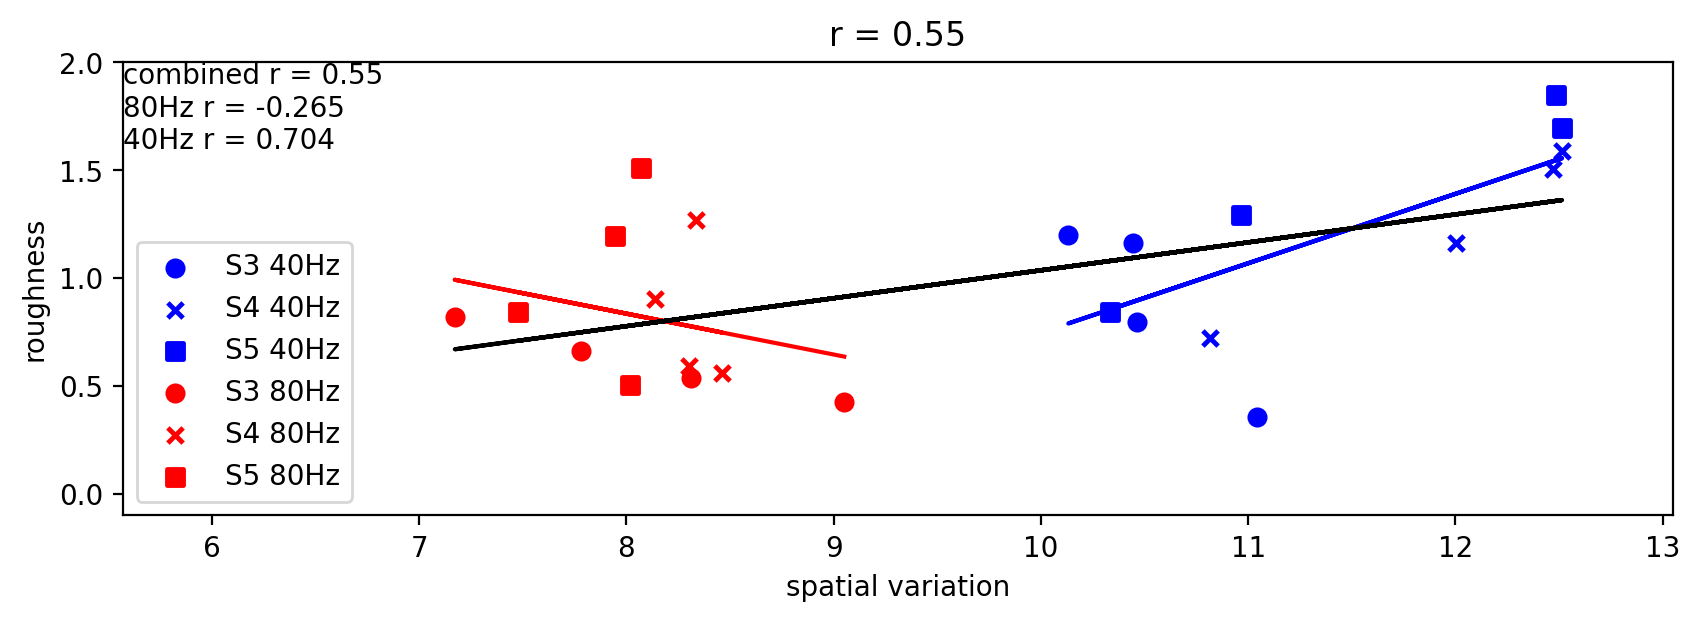 r = 0.55
combined r = 0.55
80Hz r = -0.265
40Hz r = 0.704
2.0
1.5
1.0
0.5
0.0
roughness
S3 40Hz
S4 40Hz
S5 40Hz
S3 80Hz
S4 80Hz
S5 80Hz
6 7 8 9 10 11 12 13
spatial variation